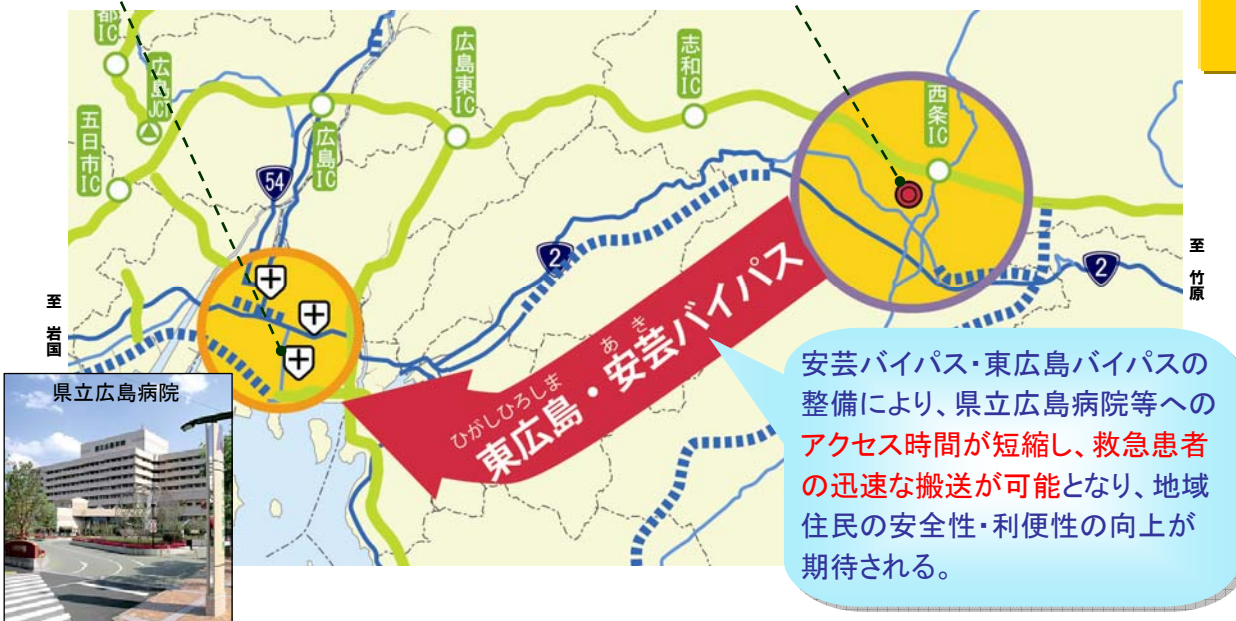 都IC
広島JCT
五日市IC
広島IC
広島東IC
志和IC
西条IC
54
2
2
至 竹原
至 岩国
ひがしひろしま あき
東広島・安芸バイパス
県立広島病院
安芸バイパス・東広島バイパスの
整備により、県立広島病院等への
アクセス時間が短縮し、救急患者
の迅速な搬送が可能となり、地域
住民の安全性・利便性の向上が
期待される。